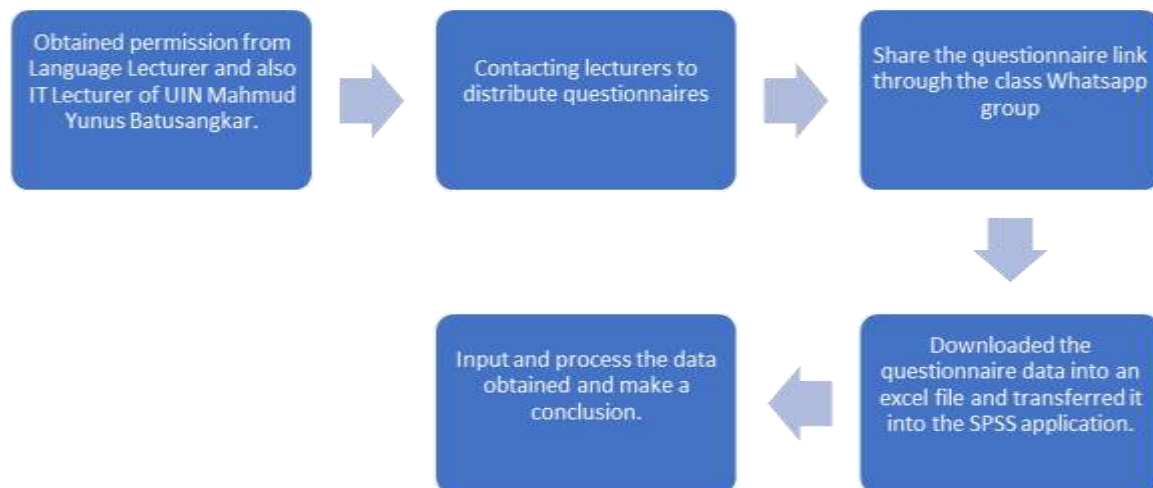 Obtained permission from
Language Lecturer and also
IT Lecturer of UIN Mahmud
Yunus Batusangkar.
Contacting lecturers to
distribute questionnaires
Share the questionnaire link
through the class Whatsapp
group
Downloaded the
questionnaire data into an
excel file and transferred it
into the SPSS application.
Input and process the data
obtained and make a
conclusion.